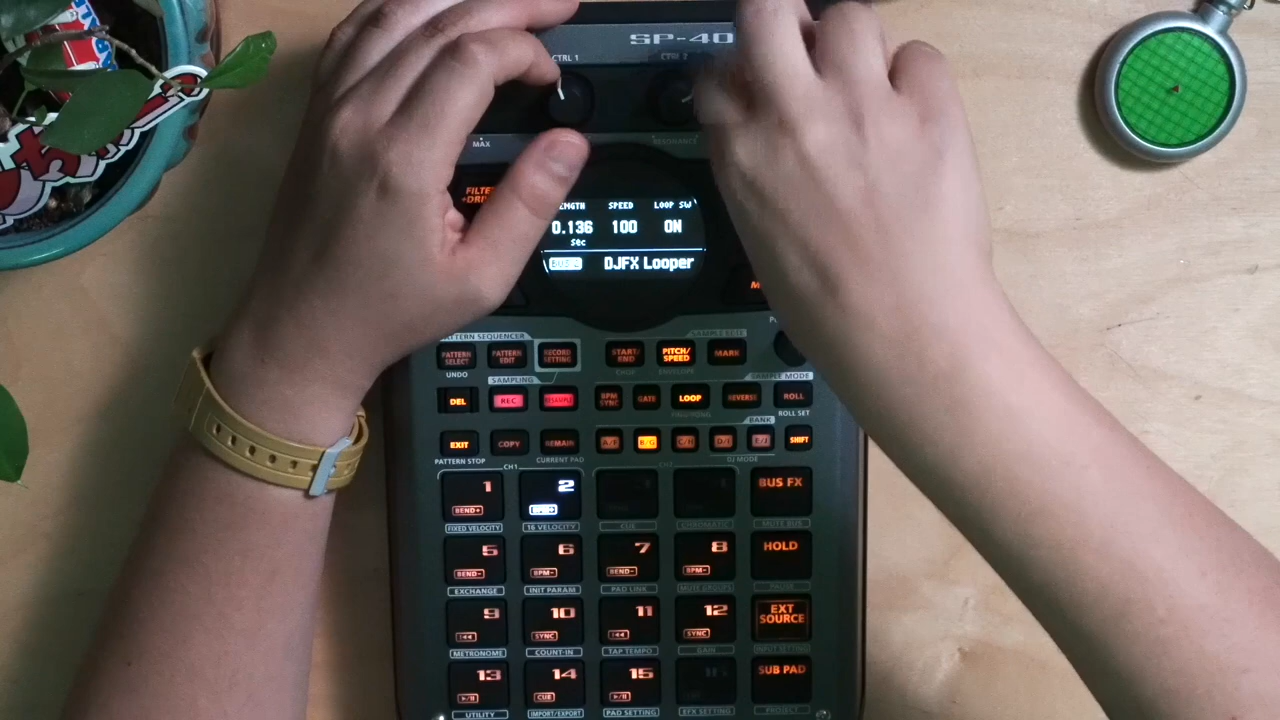 SP-40
CTRL 1
MAX
RESONANCE
SPEED LOOP SW
0.136 100 ON
sec
BUS 2 DJFX Looper
PATTERN SEQUENCER
SAMPLE EDIT
PATTERN SELECT PATTERN EDIT RECORD SETTING START/END PITCH/SPEED MARK
UNDO ENVELOPE
SAMPLING SAMPLE MODE
DEL REC RESAMPLE BPM SYNC GATE LOOP REVERSE ROLL
ROLL SET
BANK
EXIT COPY REMAIN A/F B/G C/H D/I E/J SHIFT
PATTERN STOP CURRENT PAD DJ MODE
CH1
1 2 BUS FX
BEND+
FIXED VELOCITY 16 VELOCITY CUE CHROMATIC MUTE BUS
5 6 7 8 HOLD
BEND- BPM- BEND- BPM-
EXCHANGE INIT PARAM PAD LINK MUTE GROUPS PAUSE
9 10 11 12 EXT SOURCE
SYNC SYNC
METRONOME COUNT-IN TAP TEMPO GAIN INPUT SETTING
13 14 15 SUB PAD
CUE
UTILITY IMPORT/EXPORT PAD SETTING EFX SETTING PROJECT